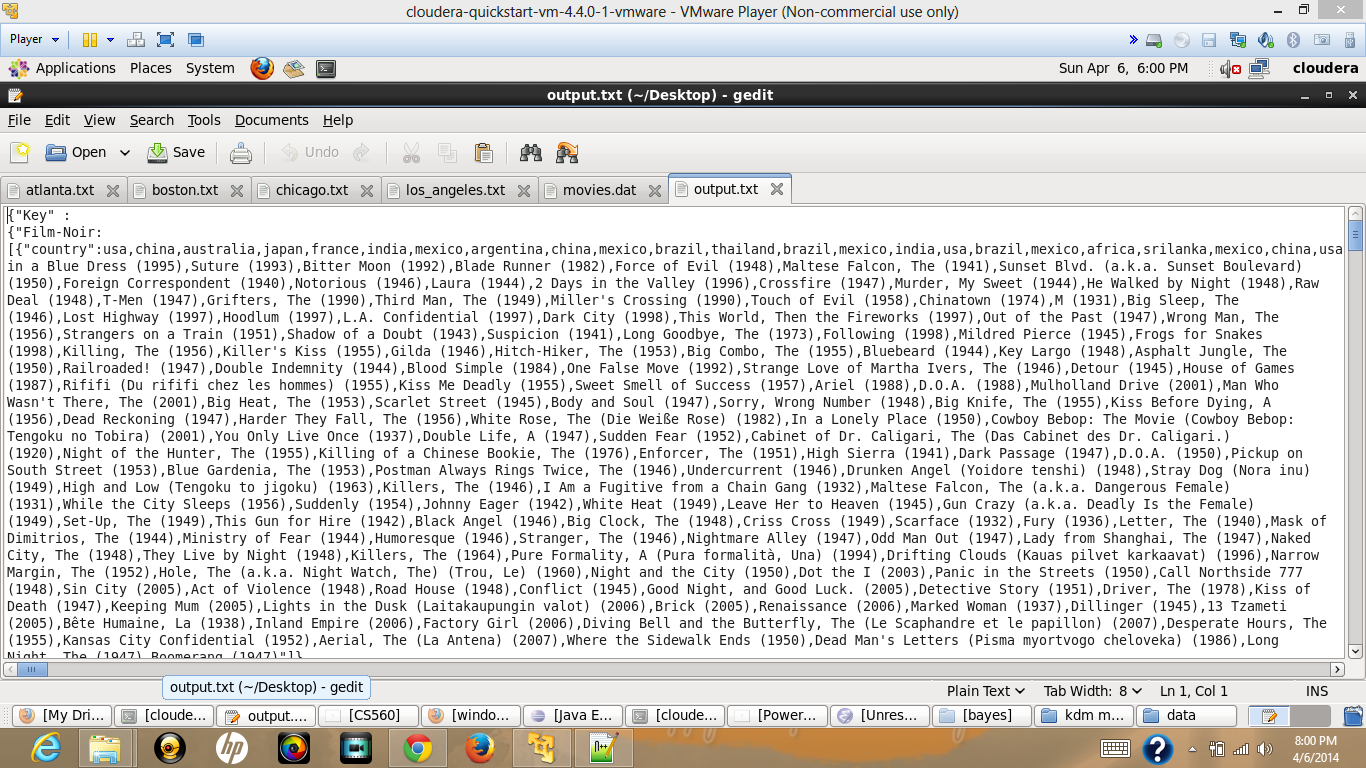 cloudera-quickstart-vm-4.4.0-1-vmware - VMware Player (Non-commercial use only)
Player
Applications Places System
Sun Apr 6, 6:00 PM
cloudera
output.txt (~/Desktop) - gedit
File Edit View Search Tools Documents Help
Open Save Undo
atlanta.txt boston.txt chicago.txt los_angeles.txt movies.dat output.txt
{"Key" :
{"Film-Noir:
[{"country":usa,china,australia,japan,france,india,mexico,argentina,china,mexico,brazil,thailand,brazil,mexico,india,usa,brazil,mexico,africa,srilanka,mexico,china,usa
in a Blue Dress (1995),Suture (1993),Bitter Moon (1992),Blade Runner (1982),Force of Evil (1948),Maltese Falcon, The (1941),Sunset Blvd. (a.k.a. Sunset Boulevard)
(1950),Foreign Correspondent (1940),Notorious (1946),Laura (1944),2 Days in the Valley (1996),Crossfire (1947),Murder, My Sweet (1944),He Walked by Night (1948),Raw
Deal (1948),T-Men (1947),Grifters, The (1990),Third Man, The (1949),Miller's Crossing (1990),Touch of Evil (1958),Chinatown (1974),M (1931),Big Sleep, The
(1946),Lost Highway (1997),Hoodlum (1997),L.A. Confidential (1997),Dark City (1998),This World, Then the Fireworks (1997),Out of the Past (1947),Wrong Man, The
(1956),Strangers on a Train (1951),Shadow of a Doubt (1943),Suspicion (1941),Long Goodbye, The (1973),Following (1998),Mildred Pierce (1945),Frogs for Snakes
(1998),Killing, The (1956),Killer's Kiss (1955),Gilda (1946),Hitch-Hiker, The (1953),Big Combo, The (1955),Bluebeard (1944),Key Largo (1948),Asphalt Jungle, The
(1950),Railroaded! (1947),Double Indemnity (1944),Blood Simple (1984),One False Move (1992),Strange Love of Martha Ivers, The (1946),Detour (1945),House of Games
(1987),Rififi (Du rififi chez les hommes) (1955),Kiss Me Deadly (1955),Sweet Smell of Success (1957),Ariel (1988),D.O.A. (1988),Mulholland Drive (2001),Man Who
Wasn't There, The (2001),Big Heat, The (1953),Scarlet Street (1945),Body and Soul (1947),Sorry, Wrong Number (1948),Big Knife, The (1955),Kiss Before Dying, A
(1956),Dead Reckoning (1947),Harder They Fall, The (1956),White Rose, The (Die Weiße Rose) (1982),In a Lonely Place (1950),Cowboy Bebop: The Movie (Cowboy Bebop:
Tengoku no Tobira) (2001),You Only Live Once (1937),Double Life, A (1947),Sudden Fear (1952),Cabinet of Dr. Caligari, The (Das Cabinet des Dr. Caligari.)
(1920),Night of the Hunter, The (1955),Killing of a Chinese Bookie, The (1976),Enforcer, The (1951),High Sierra (1941),Dark Passage (1947),D.O.A. (1950),Pickup on
South Street (1953),Blue Gardenia, The (1953),Postman Always Rings Twice, The (1946),Undercurrent (1946),Drunken Angel (Yoidore tenshi) (1948),Stray Dog (Nora inu)
(1949),High and Low (Tengoku to jigoku) (1963),Killers, The (1946),I Am a Fugitive from a Chain Gang (1932),Maltese Falcon, The (a.k.a. Dangerous Female)
(1931),While the City Sleeps (1956),Suddenly (1954),Johnny Eager (1942),White Heat (1949),Leave Her to Heaven (1945),Gun Crazy (a.k.a. Deadly Is the Female)
(1949),Set-Up, The (1949),This Gun for Hire (1942),Black Angel (1946),Big Clock, The (1948),Criss Cross (1949),Scarface (1932),Fury (1936),Letter, The (1940),Mask of
Dimitrios, The (1944),Ministry of Fear (1944),Humoresque (1946),Stranger, The (1946),Nightmare Alley (1947),Odd Man Out (1947),Lady from Shanghai, The (1947),Naked
City, The (1948),They Live by Night (1948),Killers, The (1964),Pure Formality, A (Pura formalità, Una) (1994),Drifting Clouds (Kauas pilvet karkaavat) (1996),Narrow
Margin, The (1952),Hole, The (a.k.a. Night Watch, The) (Trou, Le) (1960),Night and the City (1950),Dot the I (2003),Panic in the Streets (1950),Call Northside 777
(1948),Sin City (2005),Act of Violence (1948),Road House (1948),Conflict (1945),Good Night, and Good Luck. (2005),Detective Story (1951),Driver, The (1978),Kiss of
Death (1947),Keeping Mum (2005),Lights in the Dusk (Laitakaupungin valot) (2006),Brick (2005),Renaissance (2006),Marked Woman (1937),Dillinger (1945),13 Tzameti
(2005),Bête Humaine, La (1938),Inland Empire (2006),Factory Girl (2006),Diving Bell and the Butterfly, The (Le Scaphandre et le papillon) (2007),Desperate Hours, The
(1955),Kansas City Confidential (1952),Aerial, The (La Antena) (2007),Where the Sidewalk Ends (1950),Dead Man's Letters (Pisma myortvogo cheloveka) (1986),Long
Night, The (1947),Boomerang (1947)"]}
output.txt (~/Desktop) - gedit
Plain Text Tab Width: 8 Ln 1, Col 1 INS
[My Dri... [cloude... output.... [CS560] [windo... [Java E... [cloude... [Power... [Unres... [bayes] kdm m... data
hp
8:00 PM
4/6/2014